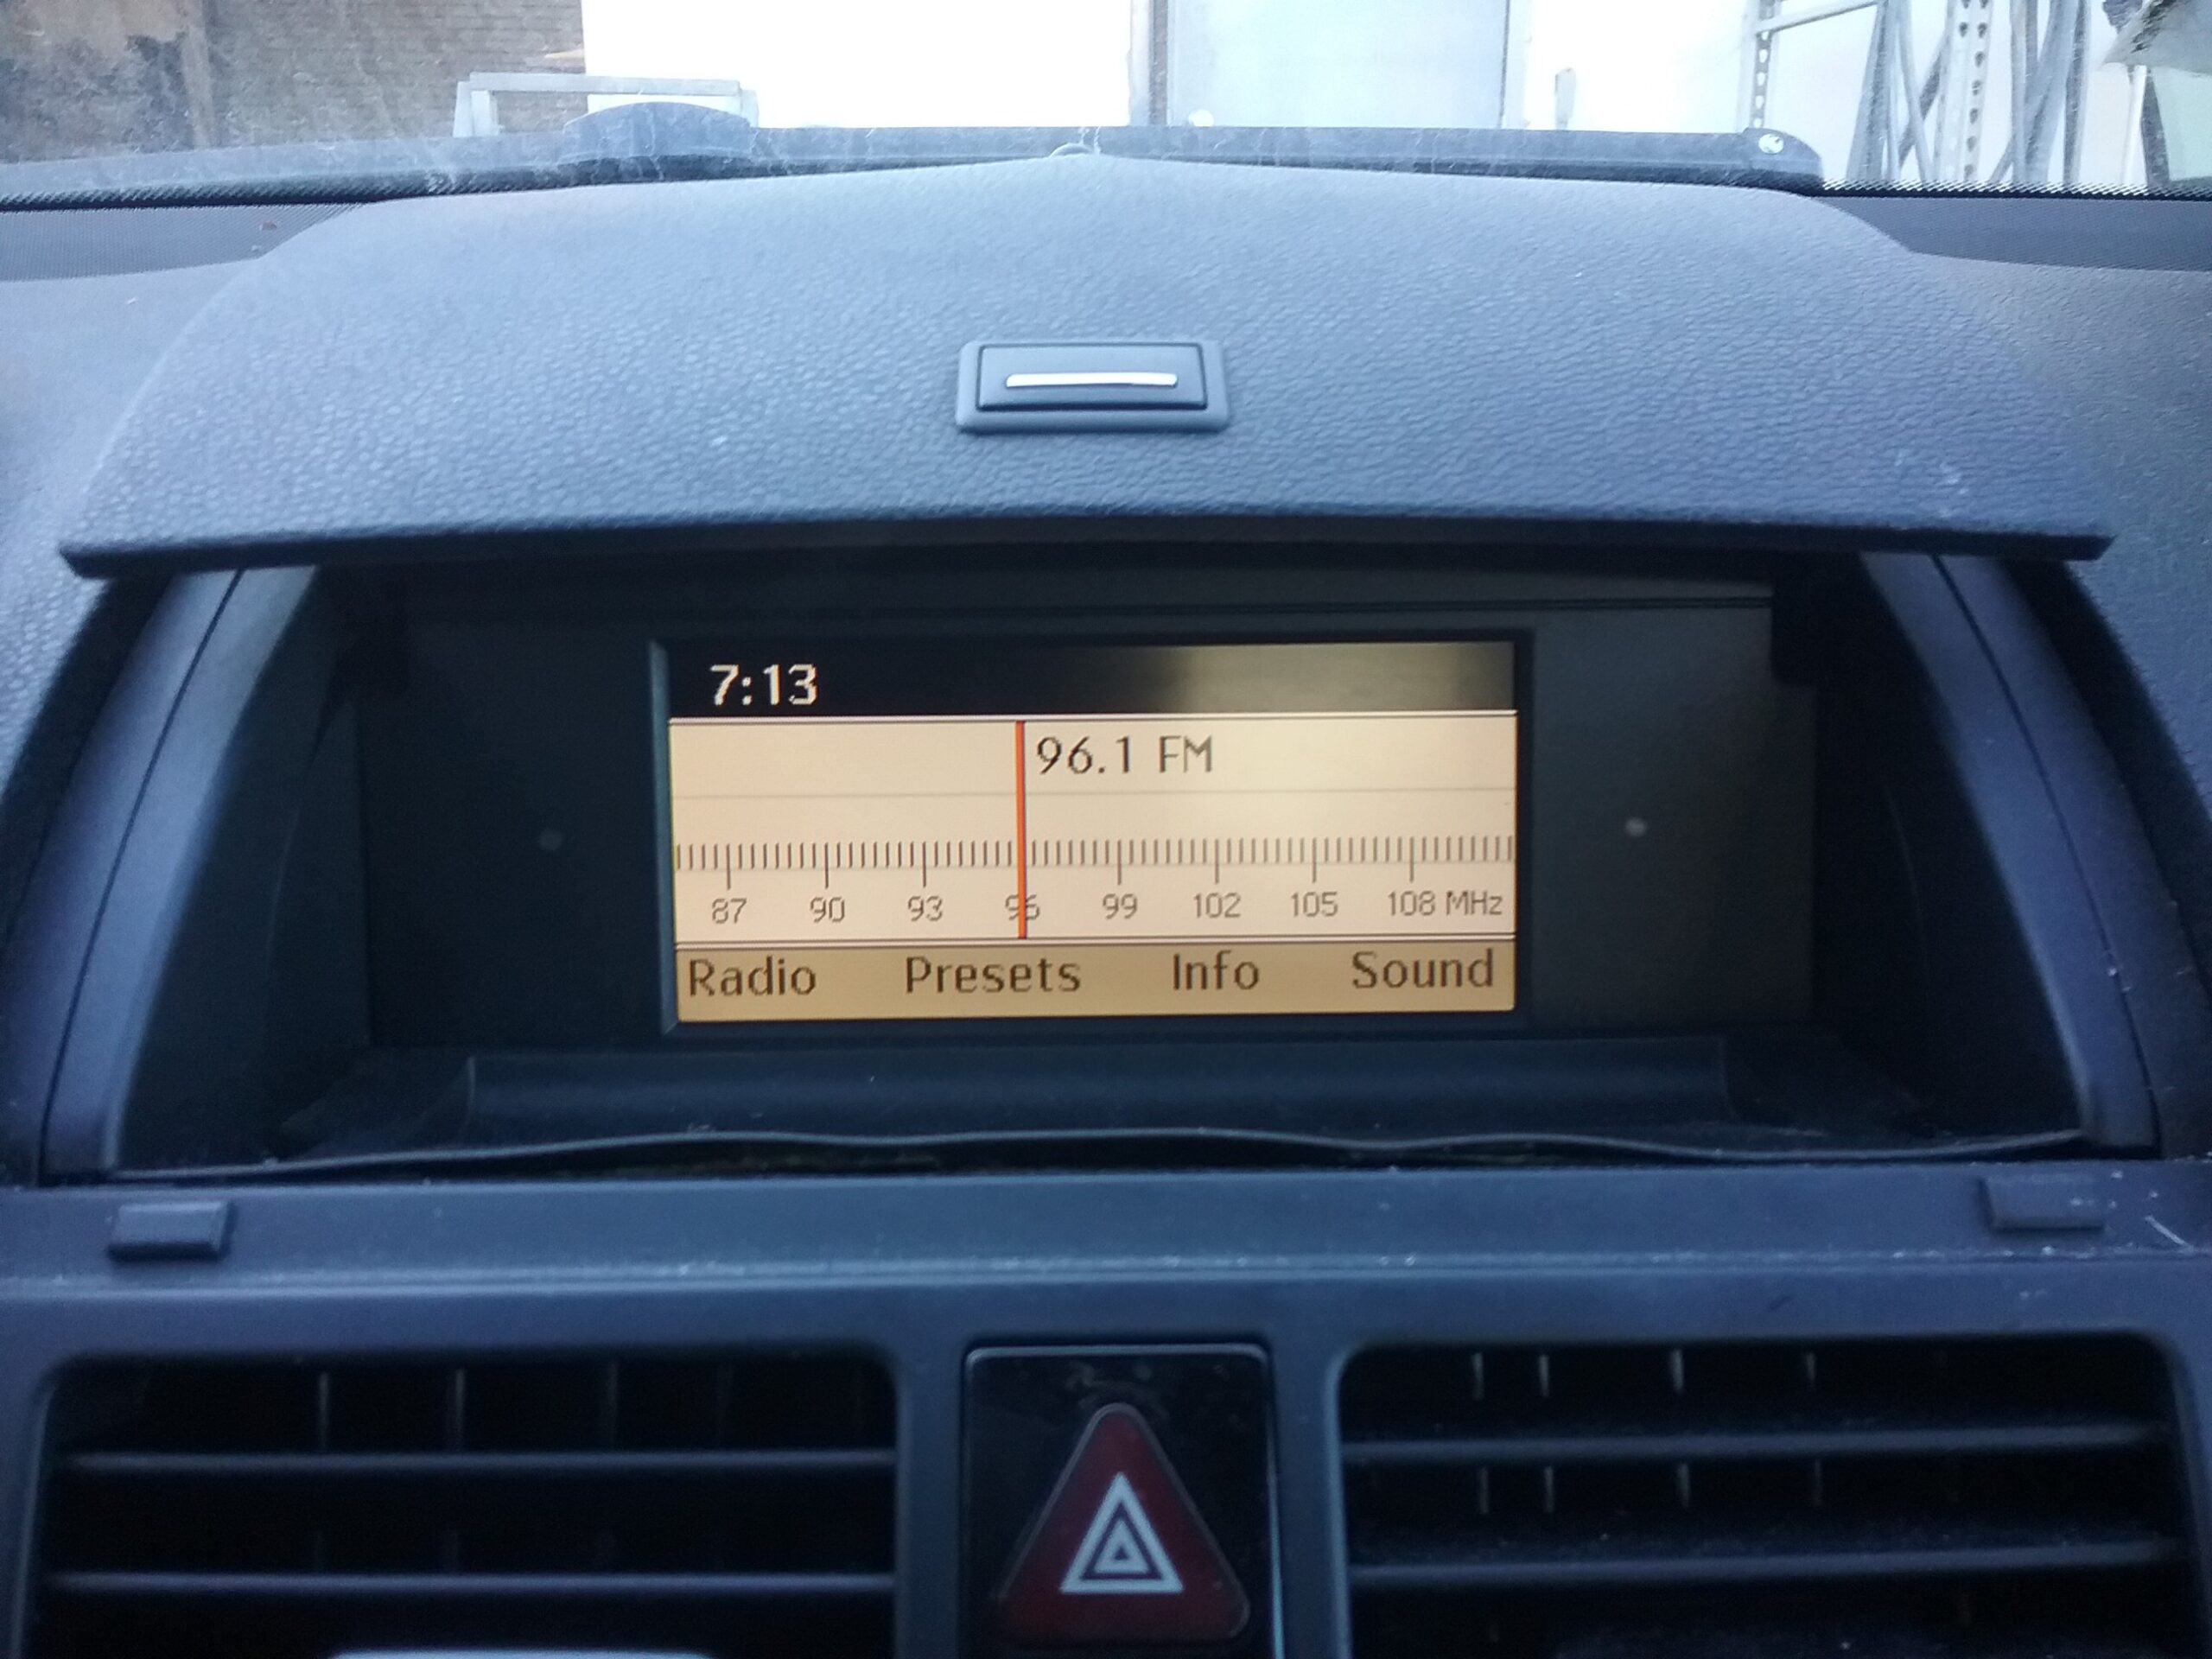 7:13
96.1 FM
87 90 93 96 99 102 105 108 MHz
Radio Presets Info Sound